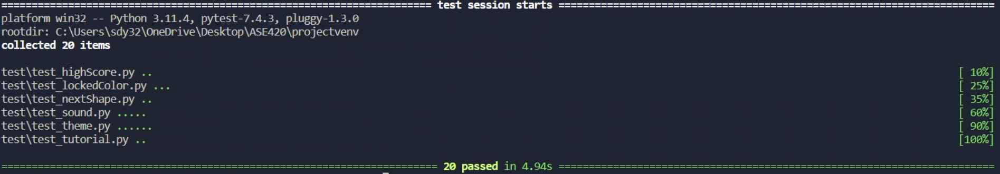 ======================================================================= test session starts ========================================================================
platform win32 -- Python 3.11.4, pytest-7.4.3, pluggy-1.3.0
rootdir: C:\Users\sdy32\OneDrive\Desktop\ASE420\projectvenv
collected 20 items
test\test_highScore.py .. [ 10%]
test\test_lockedColor.py ... [ 25%]
test\test_nextShape.py .. [ 35%]
test\test_sound.py ..... [ 60%]
test\test_theme.py ...... [ 90%]
test\test_tutorial.py .. [100%]
======================================================================== 20 passed in 4.94s ========================================================================